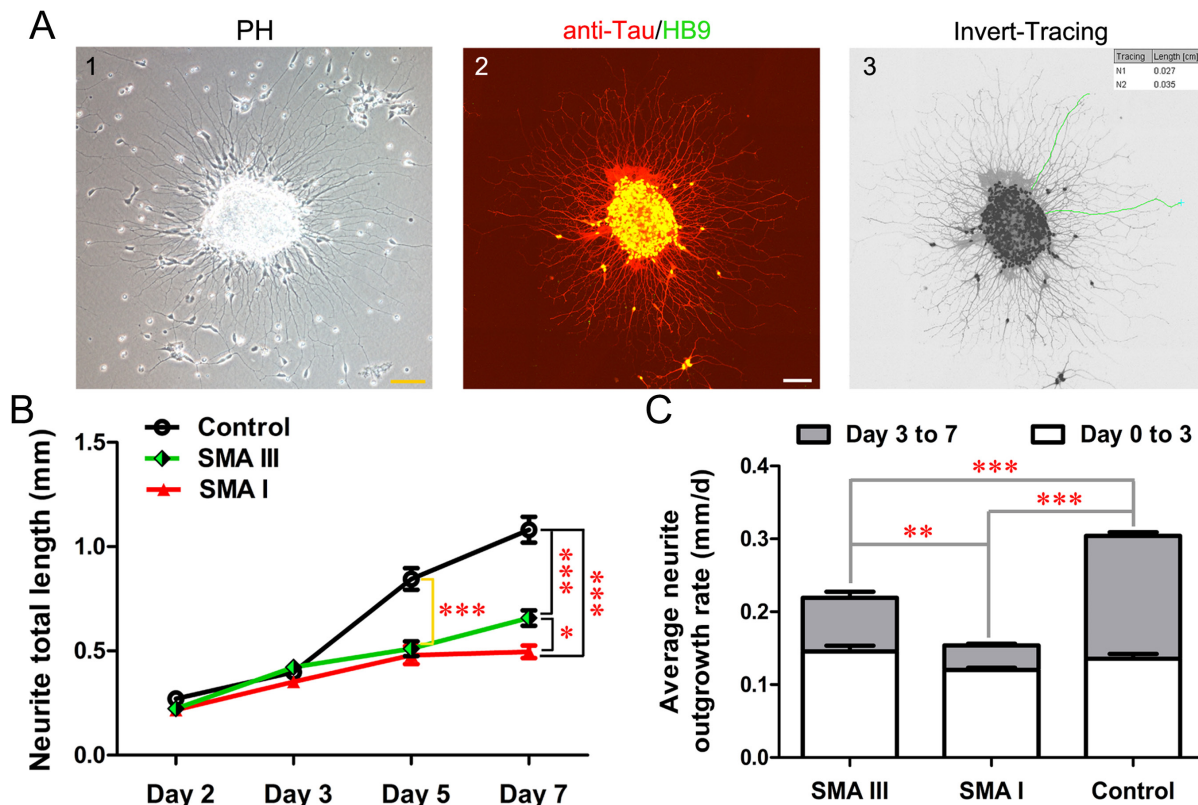 A
PH
anti-Tau/HB9
Invert-Tracing
1
2
3
Tracing Length [cm]
N1 0.027
N2 0.035
B
Control
SMA III
SMA I
Neurite total length (mm)
1.5
1.0
0.5
0.0
***
***
***
*
Day 2 Day 3 Day 5 Day 7
C
Day 3 to 7 Day 0 to 3
Average neurite
outgrowth rate (mm/d)
0.4
0.3
0.2
0.1
0.0
***
***
**
SMA III SMA I Control